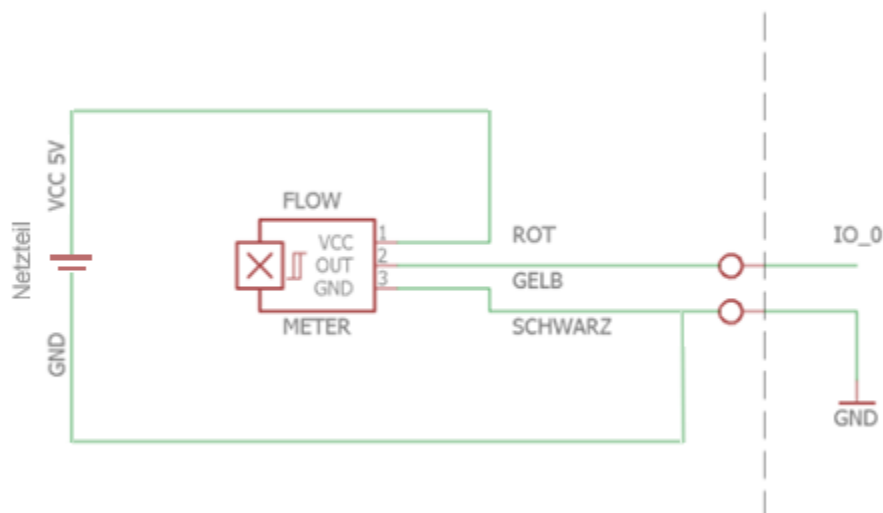 VCC 5V
Netzteil
GND
FLOW
VCC 1
OUT 2
GND 3
METER
ROT
GELB
SCHWARZ
IO_0
GND